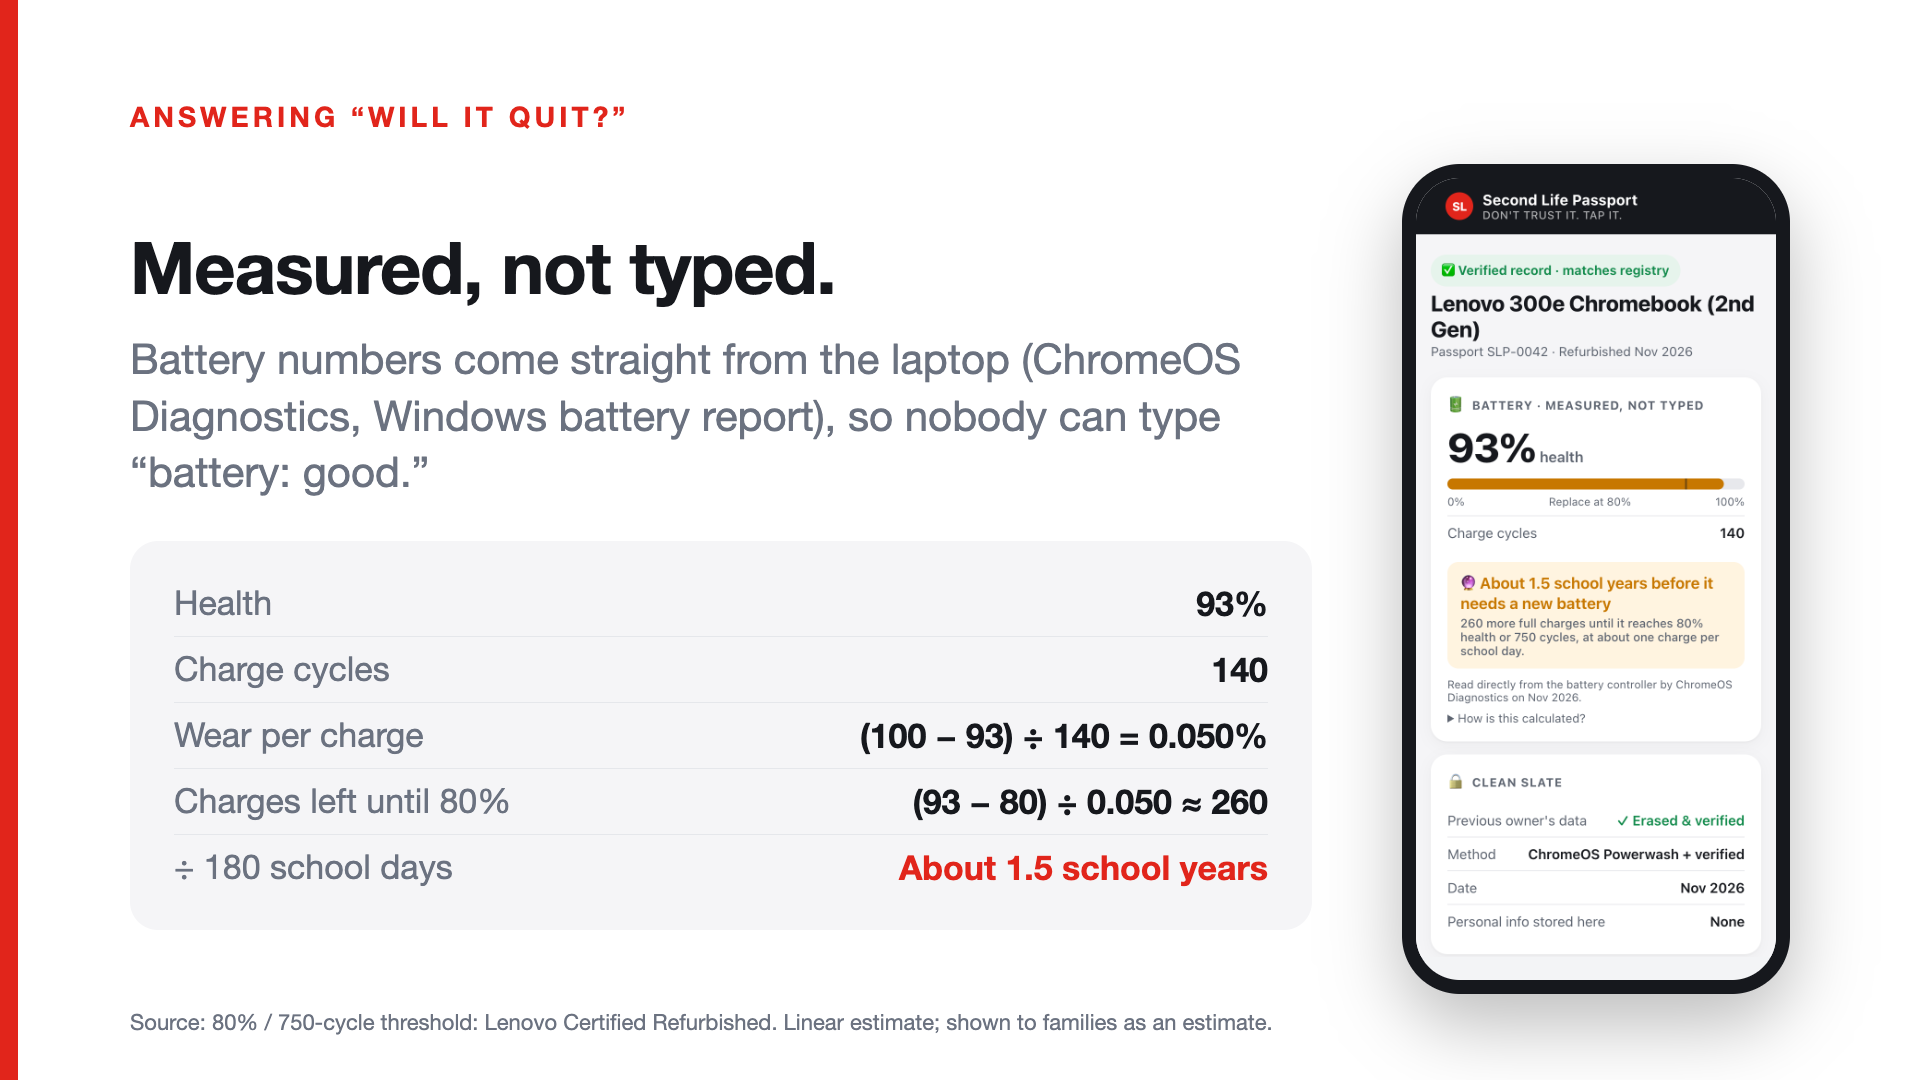 ANSWERING “WILL IT QUIT?”
Measured, not typed.
Battery numbers come straight from the laptop (ChromeOS
Diagnostics, Windows battery report), so nobody can type
“battery: good.”
Health 93%
Charge cycles 140
Wear per charge (100 − 93) ÷ 140 = 0.050%
Charges left until 80% (93 − 80) ÷ 0.050 ≈ 260
÷ 180 school days About 1.5 school years
Source: 80% / 750-cycle threshold: Lenovo Certified Refurbished. Linear estimate; shown to families as an estimate.
SL
Second Life Passport
DON'T TRUST IT. TAP IT.
✅ Verified record · matches registry
Lenovo 300e Chromebook (2nd
Gen)
Passport SLP-0042 · Refurbished Nov 2026
BATTERY · MEASURED, NOT TYPED
93% health
0% Replace at 80% 100%
Charge cycles 140
About 1.5 school years before it
needs a new battery
260 more full charges until it reaches 80%
health or 750 cycles, at about one charge per
school day.
Read directly from the battery controller by ChromeOS
Diagnostics on Nov 2026.
▶ How is this calculated?
CLEAN SLATE
Previous owner's data ✓ Erased & verified
Method ChromeOS Powerwash + verified
Date Nov 2026
Personal info stored here None